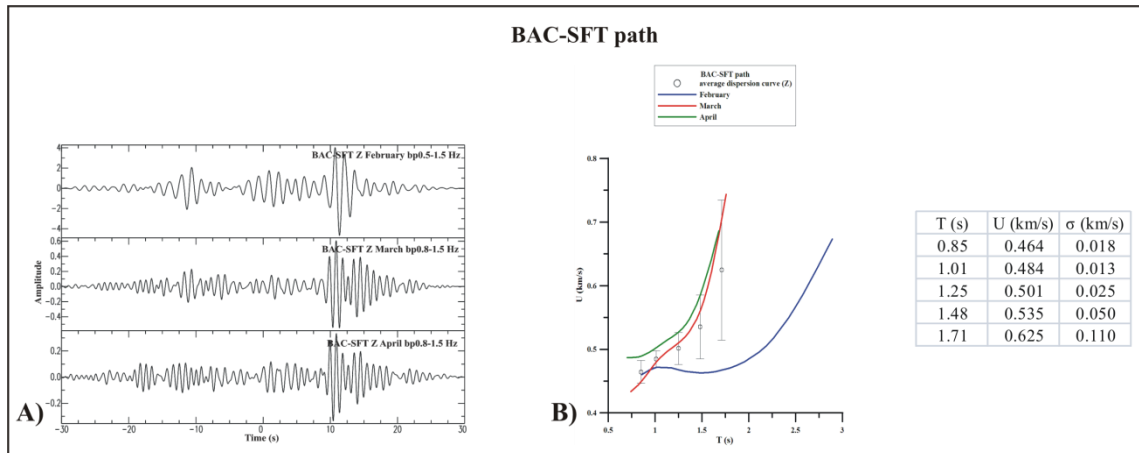 BAC-SFT path
BAC-SFT Z February bp0.5-1.5 Hz
4
2
0
-2
-4
BAC-SFT Z March bp0.8-1.5 Hz
0.6
0.4
0.2
0.0
-0.2
-0.4
Amplitude
BAC-SFT Z April bp0.8-1.5 Hz
0.2
0.0
-0.2
-30
-20
-10
0
10
20
30
Time (s)
A)
BAC-SFT path
average dispersion curve (Z)
February
March
April
0.8
0.7
0.6
0.5
0.4
U (km/s)
0.5
1
1.5
2
2.5
3
T (s)
B)
T (s) U (km/s) σ (km/s)
0.85 0.464 0.018
1.01 0.484 0.013
1.25 0.501 0.025
1.48 0.535 0.050
1.71 0.625 0.110